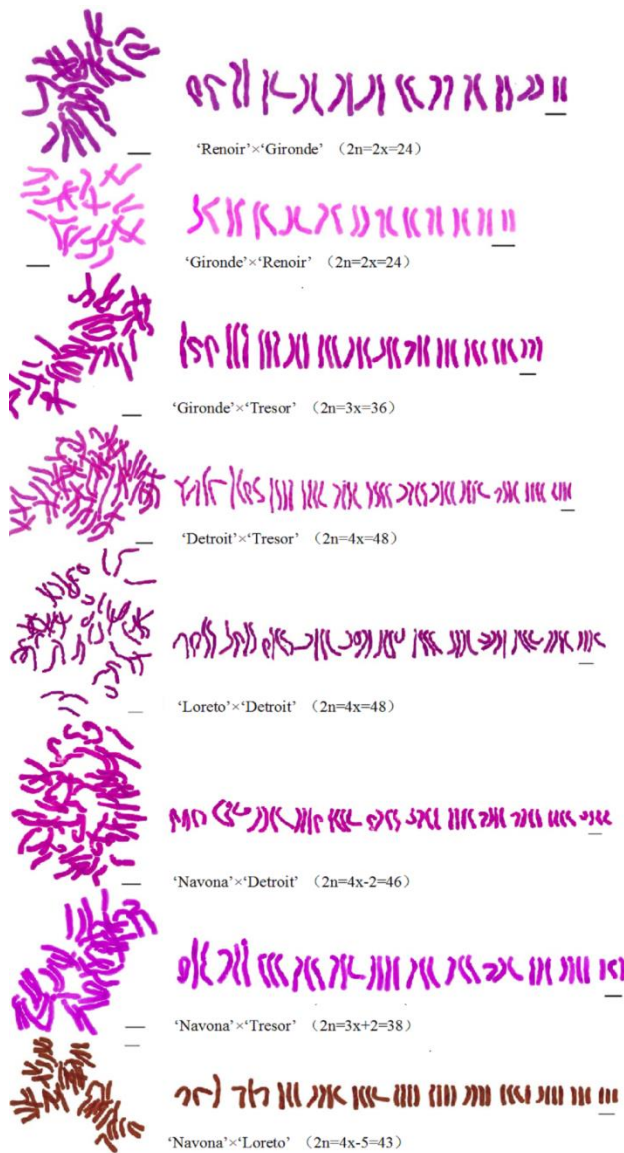 ‘Renoir’×‘Gironde’ （2n=2x=24）
‘Gironde’×‘Renoir’ （2n=2x=24）
‘Gironde’×‘Tresor’ （2n=3x=36）
‘Detroit’×‘Tresor’ （2n=4x=48）
‘Loreto’×‘Detroit’ （2n=4x=48）
‘Navona’×‘Detroit’ （2n=4x-2=46）
‘Navona’×‘Tresor’ （2n=3x+2=38）
‘Navona’×‘Loreto’ （2n=4x-5=43）